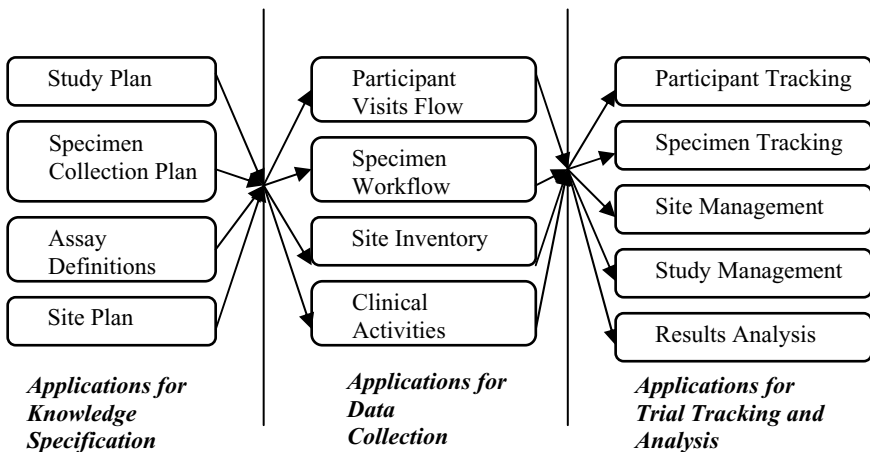 Study Plan
Specimen
Collection Plan
Assay
Definitions
Site Plan
Applications for
Knowledge
Specification
Participant
Visits Flow
Specimen
Workflow
Site Inventory
Clinical
Activities
Applications for
Data
Collection
Participant Tracking
Specimen Tracking
Site Management
Study Management
Results Analysis
Applications for
Trial Tracking and
Analysis